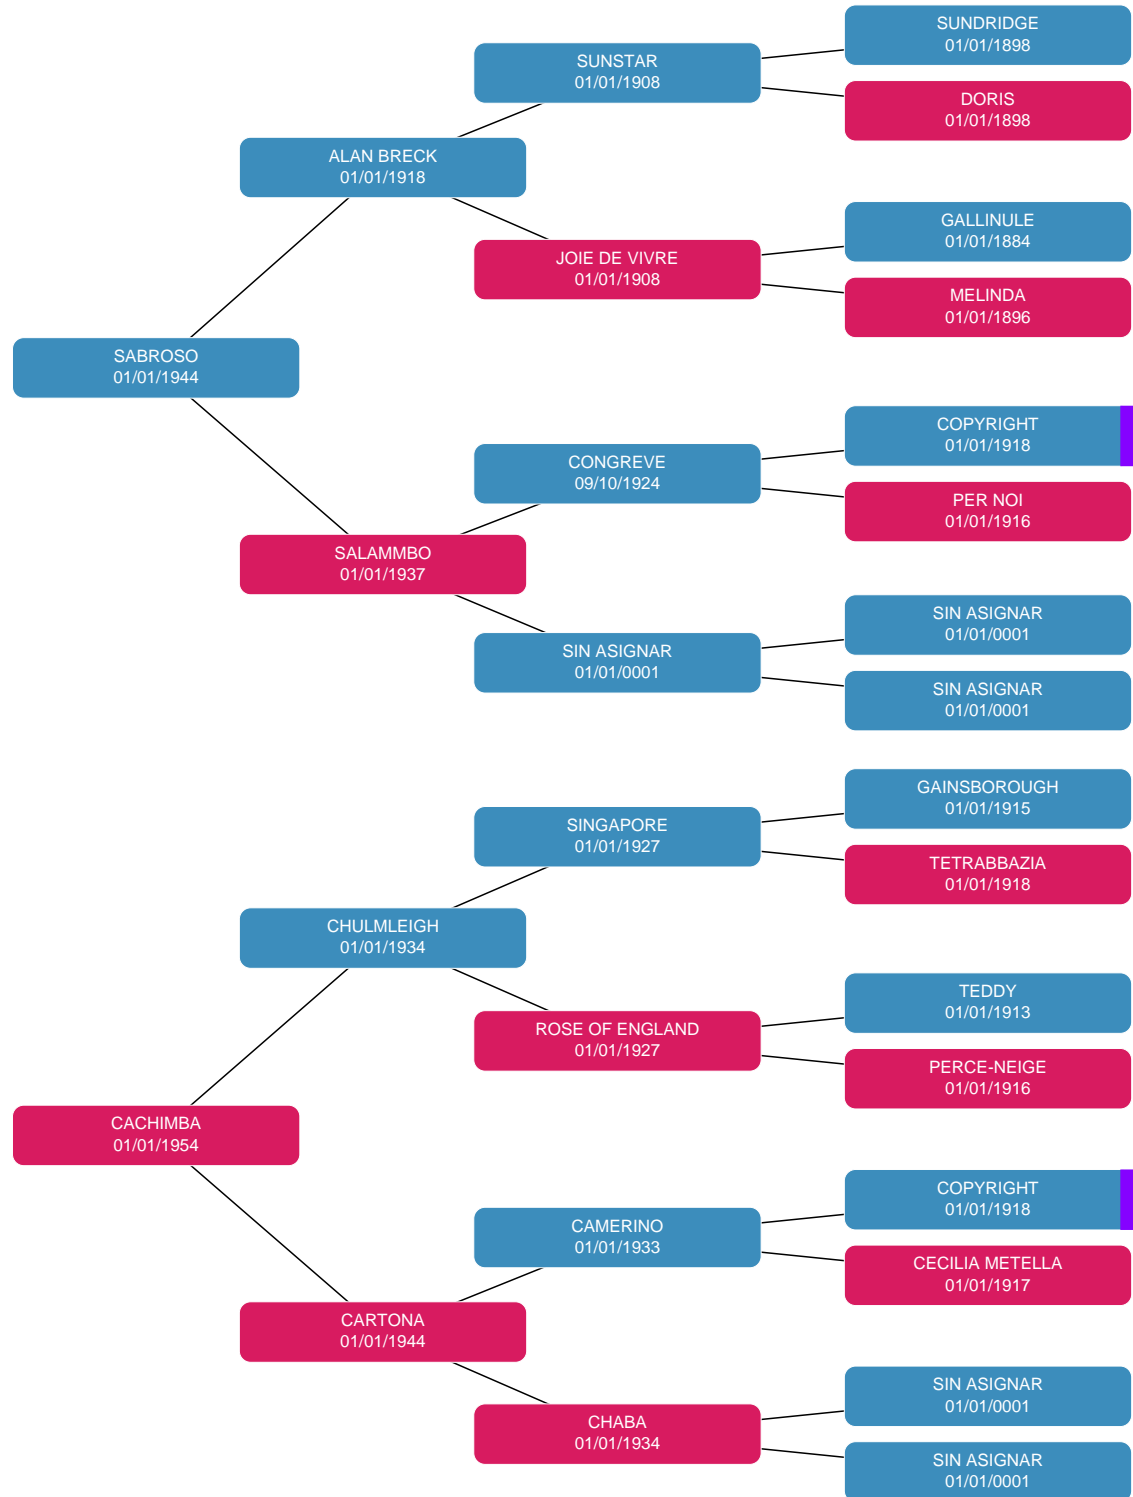 SUNDRIDGE
01/01/1898
SUNSTAR
01/01/1908
DORIS
01/01/1898
ALAN BRECK
01/01/1918
GALLINULE
01/01/1884
JOIE DE VIVRE
01/01/1908
MELINDA
01/01/1896
SABROSO
01/01/1944
COPYRIGHT
01/01/1918
CONGREVE
09/10/1924
PER NOI
01/01/1916
SALAMMBO
01/01/1937
SIN ASIGNAR
01/01/0001
SIN ASIGNAR
01/01/0001
SIN ASIGNAR
01/01/0001
GAINSBOROUGH
01/01/1915
SINGAPORE
01/01/1927
TETRABBAZIA
01/01/1918
CHULMLEIGH
01/01/1934
TEDDY
01/01/1913
ROSE OF ENGLAND
01/01/1927
PERCE-NEIGE
01/01/1916
CACHIMBA
01/01/1954
COPYRIGHT
01/01/1918
CAMERINO
01/01/1933
CECILIA METELLA
01/01/1917
CARTONA
01/01/1944
SIN ASIGNAR
01/01/0001
CHABA
01/01/1934
SIN ASIGNAR
01/01/0001